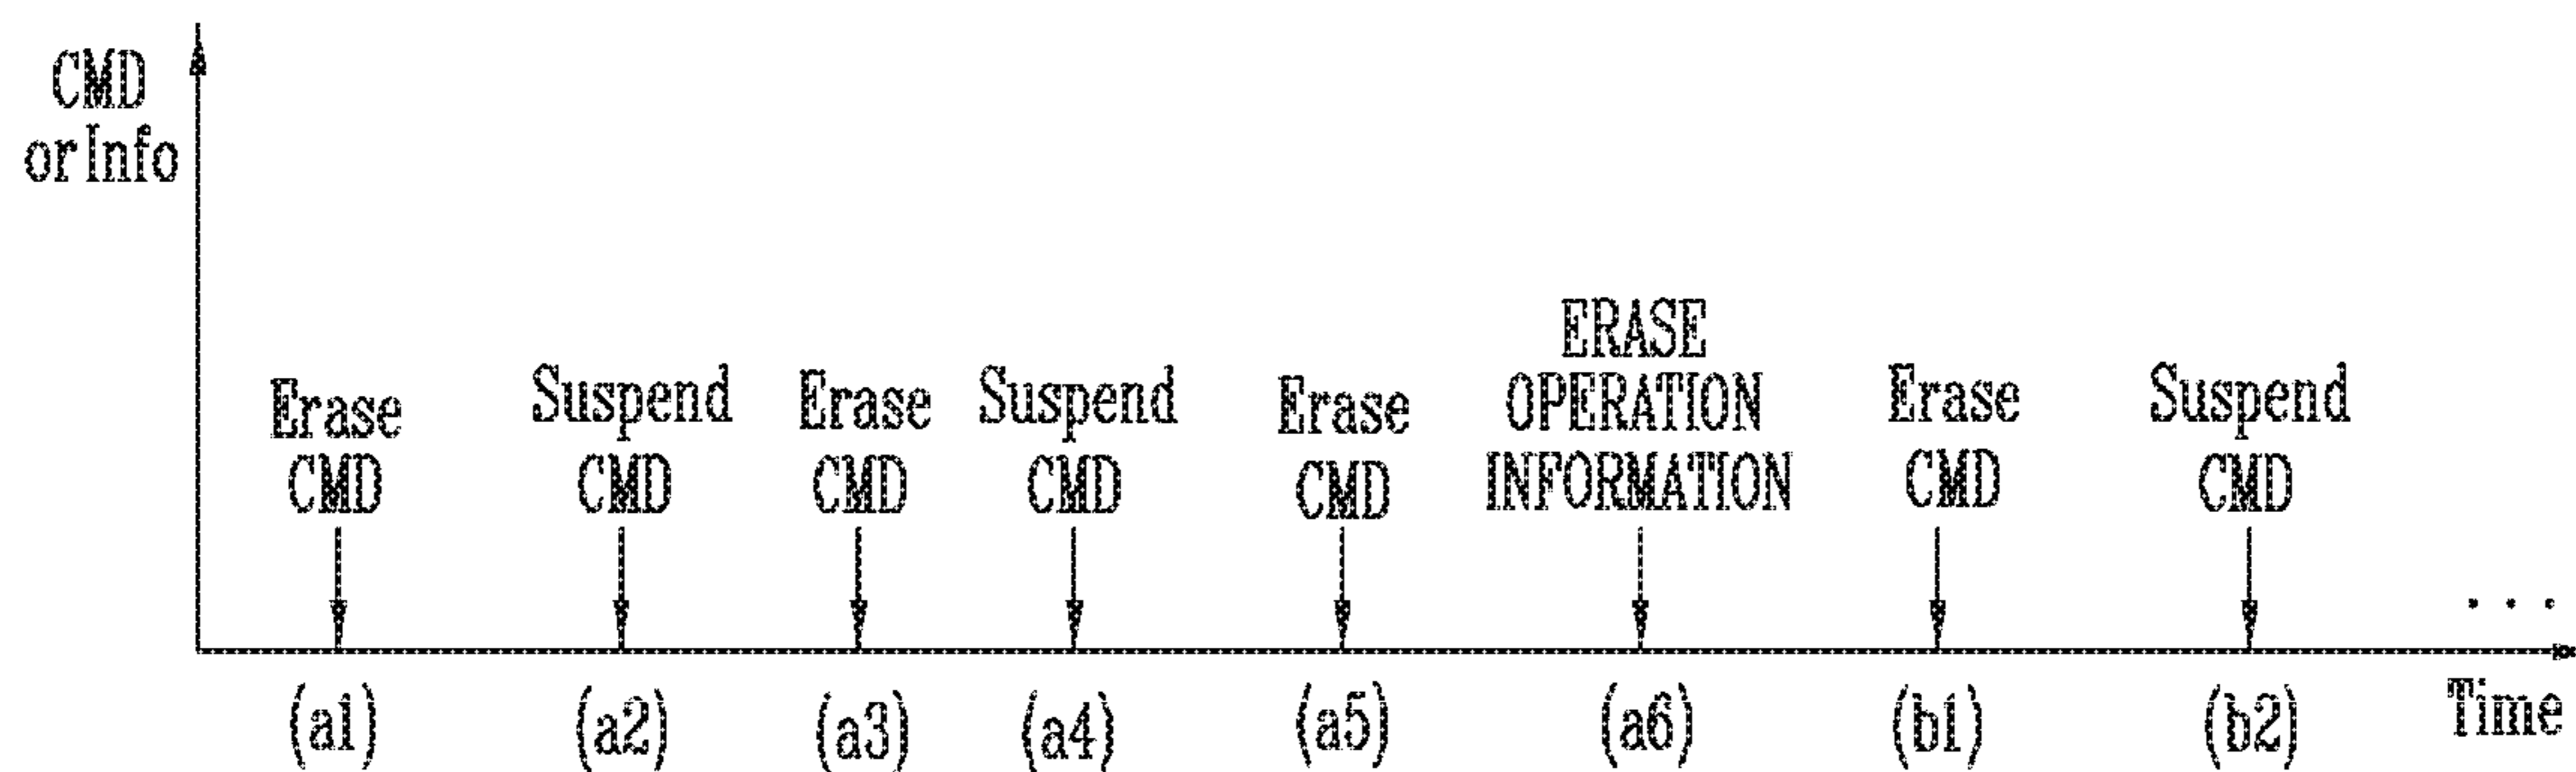 CMD
or Info
Erase
CMD
Suspend
CMD
Erase
CMD
Suspend
CMD
Erase
CMD
ERASE
OPERATION
INFORMATION
Erase
CMD
Suspend
CMD
. . .
(a1)
(a2)
(a3)
(a4)
(a5)
(a6)
(b1)
(b2)
Time